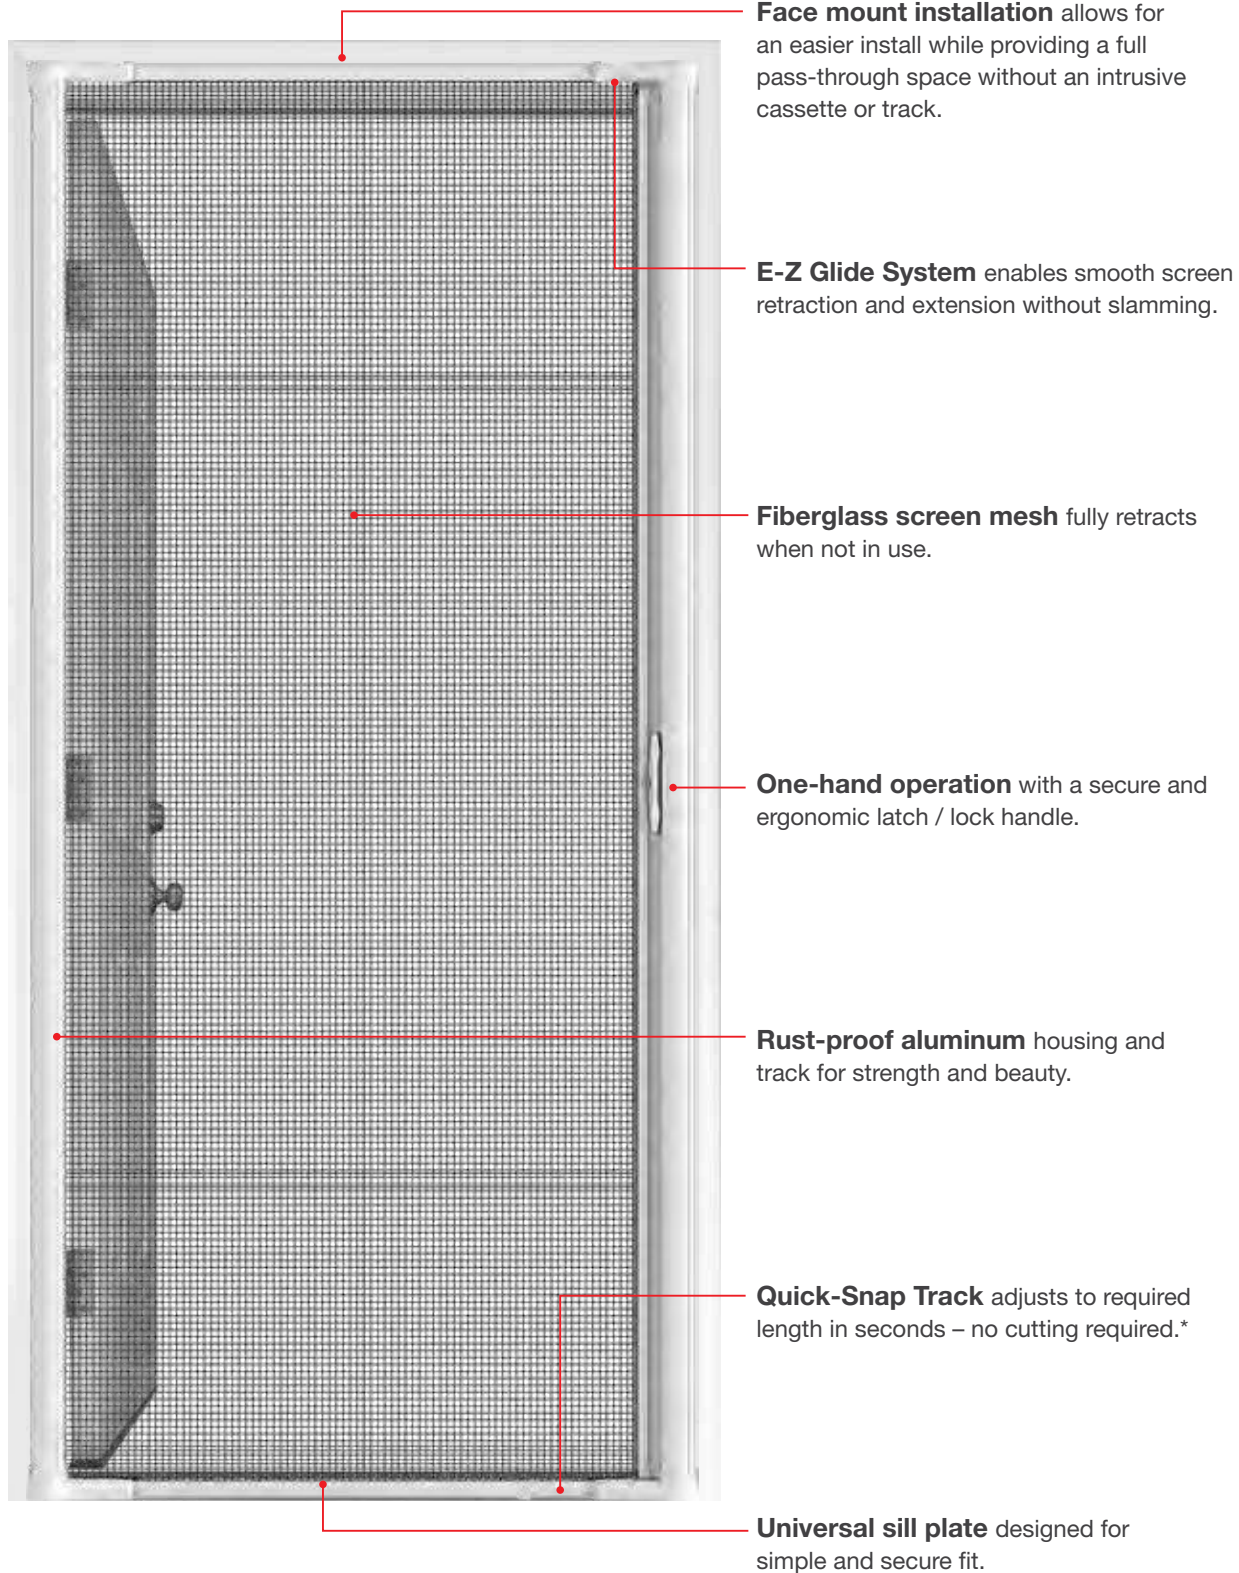 Face mount installation allows for
an easier install while providing a full
pass-through space without an intrusive
cassette or track.
E-Z Glide System enables smooth screen
retraction and extension without slamming.
Fiberglass screen mesh fully retracts
when not in use.
One-hand operation with a secure and
ergonomic latch / lock handle.
Rust-proof aluminum housing and
track for strength and beauty.
Quick-Snap Track adjusts to required
length in seconds – no cutting required.*
Universal sill plate designed for
simple and secure fit.